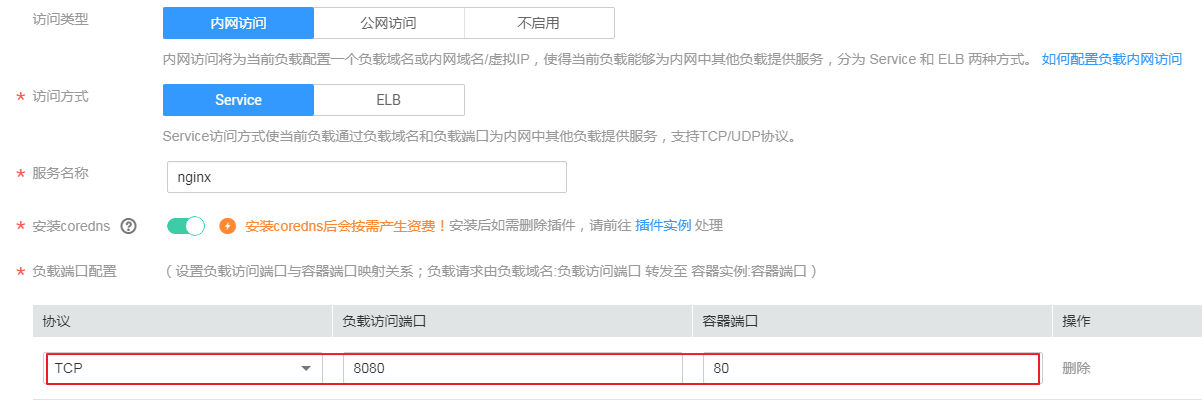 访问类型 内网访问 公网访问 不启用
内网访问将为当前负载配置一个负载域名或内网域名/虚拟IP，使得当前负载能够为内网中其他负载提供服务，分为 Service 和 ELB 两种方式。 如何配置负载内网访问
* 访问方式 Service ELB
Service访问方式使当前负载通过负载域名和负载端口为内网中其他负载提供服务，支持TCP/UDP协议。
* 服务名称 nginx
* 安装coredns ? 安装coredns后会按需产生资费！安装后如需删除插件，请前往 插件实例 处理
* 负载端口配置 （设置负载访问端口与容器端口映射关系；负载请求由负载域名:负载访问端口 转发至 容器实例:容器端口）
协议 负载访问端口 容器端口 操作
TCP 8080 80 删除